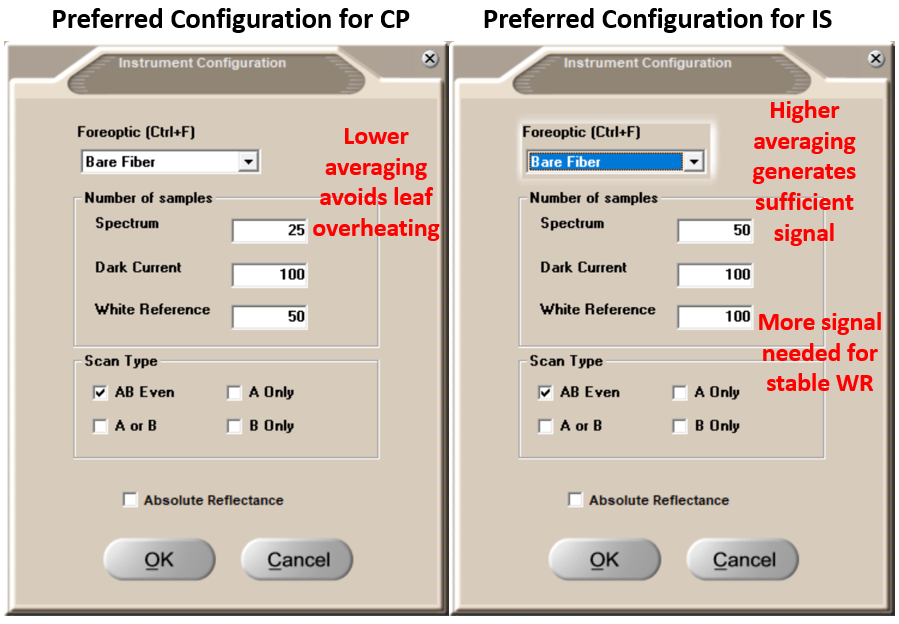 Preferred Configuration for CP
Instrument Configuration
Foreoptic (Ctrl+F)
Bare Fiber
Lower
averaging
avoids leaf
overheating
Number of samples
Spectrum 25
Dark Current 100
White Reference 50
Scan Type
AB Even A Only
A or B B Only
Absolute Reflectance
OK Cancel
Preferred Configuration for IS
Instrument Configuration
Foreoptic (Ctrl+F)
Bare Fiber
Higher
averaging
generates
sufficient
signal
Number of samples
Spectrum 50
Dark Current 100
White Reference 100
More signal
needed for
stable WR
Scan Type
AB Even A Only
A or B B Only
Absolute Reflectance
OK Cancel